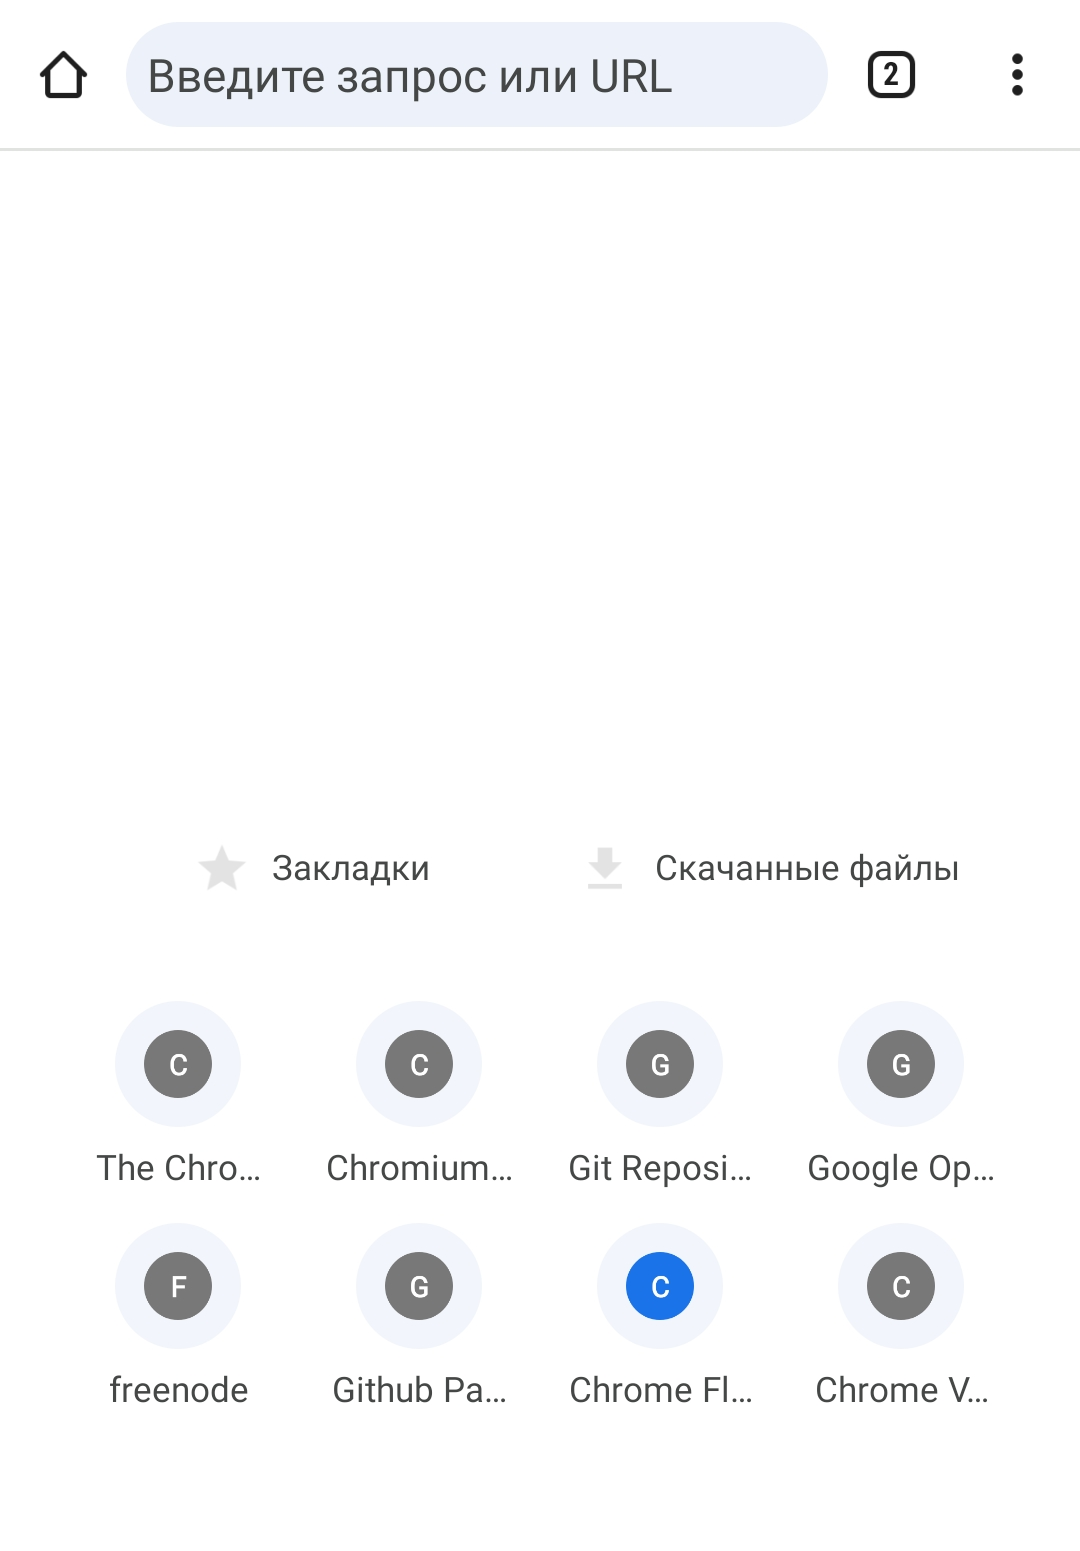 Введите запрос или URL
2
Закладки
Скачанные файлы
C
C
G
G
The Chro...
Chromium...
Git Reposi...
Google Op...
F
G
C
C
freenode
Github Pa...
Chrome Fl...
Chrome V...